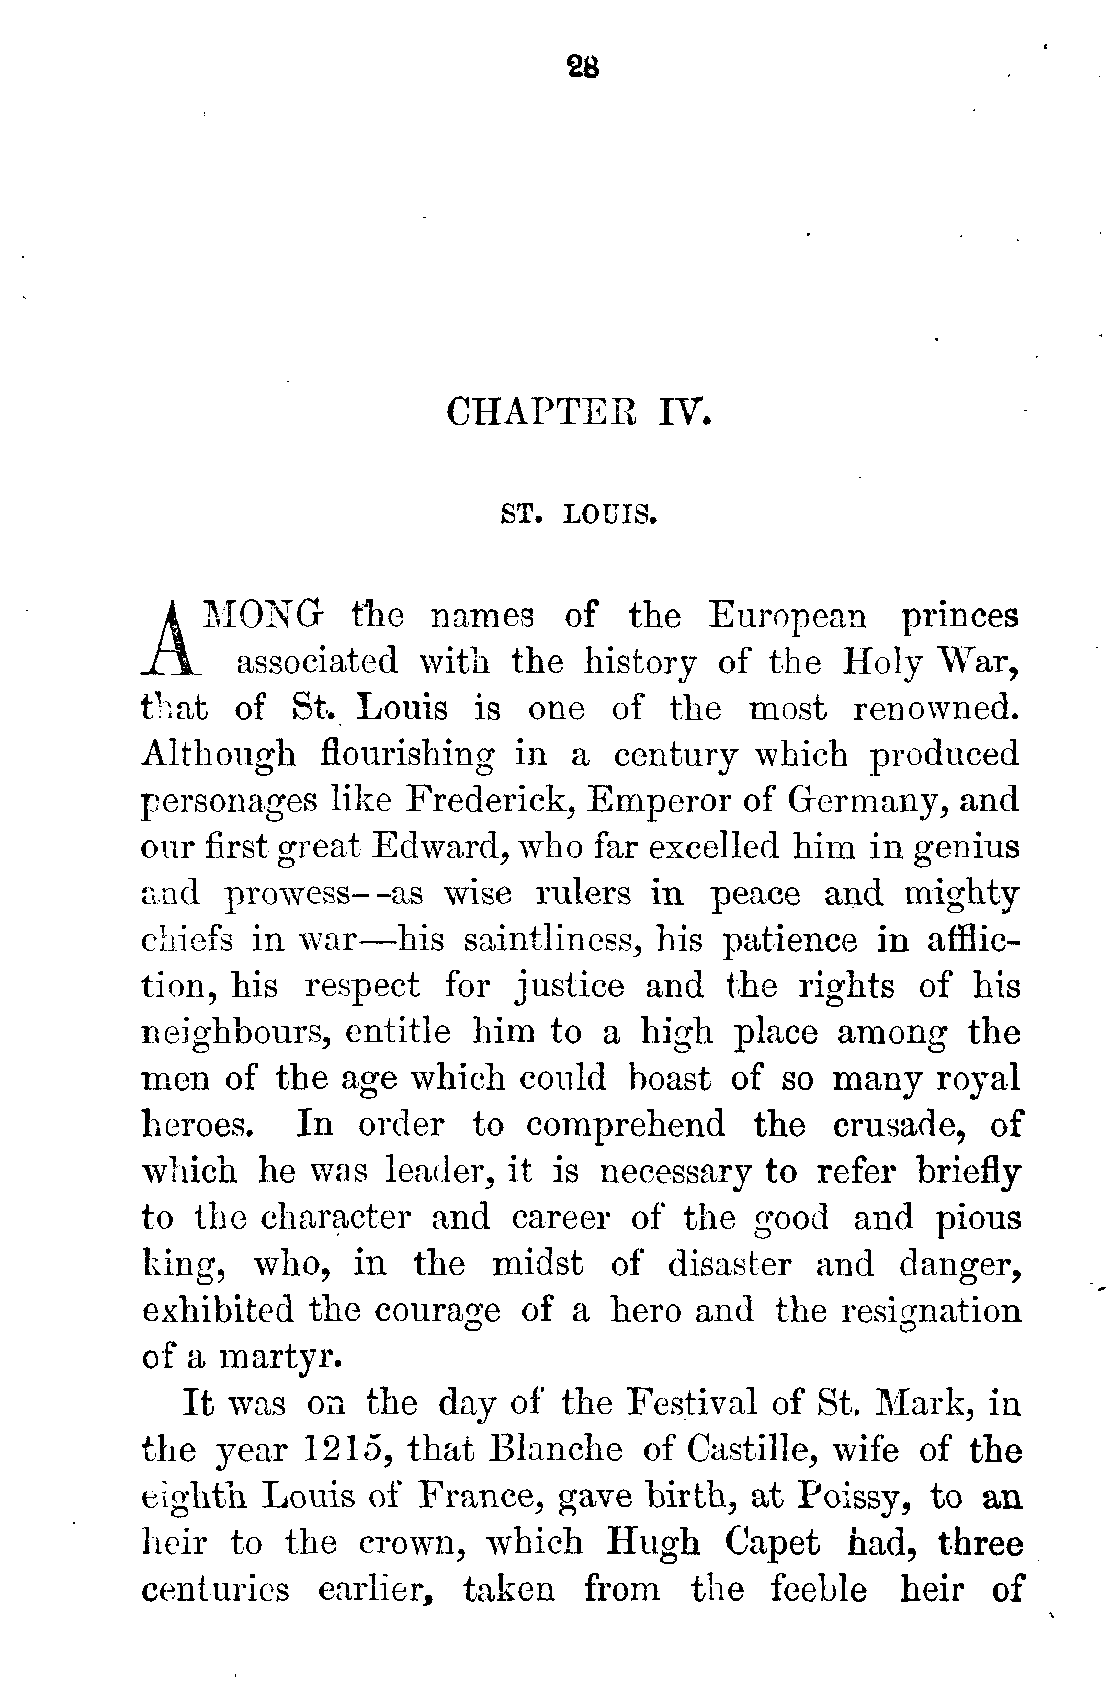 28
CHAPTER IV.
ST. LOUIS.
AMONG the names of the European princes
associated with the history of the Holy War,
that of St. Louis is one of the most renowned.
Although flourishing in a century which produced
personages like Frederick, Emperor of Germany, and
our first great Edward, who far excelled him in genius
and prowess--as wise rulers in peace and mighty
chiefs in war—his saintliness, his patience in afflic-
tion, his respect for justice and the rights of his
neighbours, entitle him to a high place among the
men of the age which could boast of so many royal
heroes. In order to comprehend the crusade, of
which he was leader, it is necessary to refer briefly
to the character and career of the good and pious
king, who, in the midst of disaster and danger,
exhibited the courage of a hero and the resignation
of a martyr.
It was on the day of the Festival of St. Mark, in
the year 1215, that Blanche of Castille, wife of the
eighth Louis of France, gave birth, at Poissy, to an
heir to the crown, which Hugh Capet had, three
centuries earlier, taken from the feeble heir of